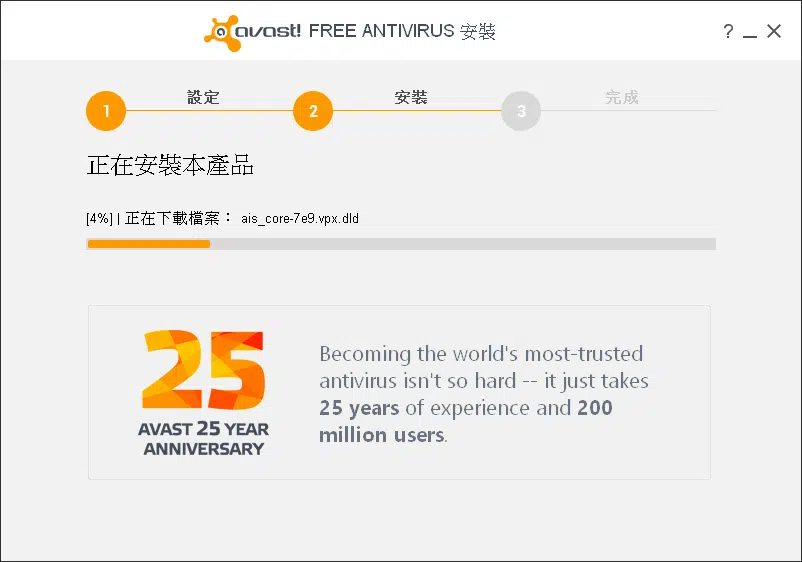 avast! FREE ANTIVIRUS 安裝
? _ ×
設定 安裝 完成
1 2 3
正在安裝本產品
[4%] | 正在下載檔案： ais_core-7e9.vpx.dld
25
AVAST 25 YEAR
ANNIVERSARY
Becoming the world's most-trusted
antivirus isn't so hard -- it just takes
25 years of experience and 200
million users.